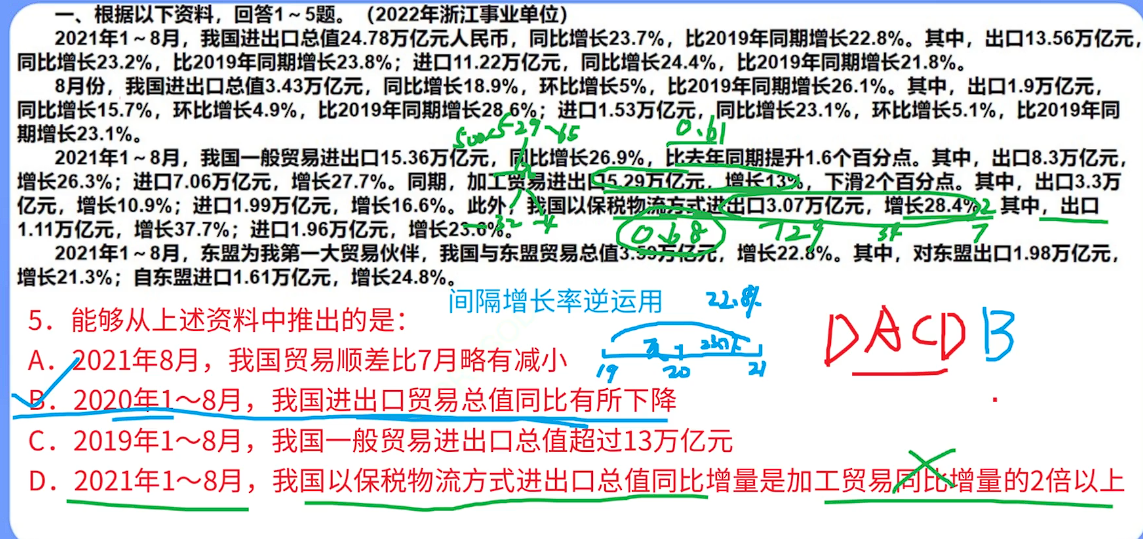 一、根据以下资料，回答1～5题。（2022年浙江事业单位）
2021年1～8月，我国进出口总值24.78万亿元人民币，同比增长23.7%，比2019年同期增长22.8%。其中，出口13.56万亿元，
同比增长23.2%，比2019年同期增长23.8%；进口11.22万亿元，同比增长24.4%，比2019年同期增长21.8%。
8月份，我国进出口总值3.43万亿元，同比增长18.9%，环比增长5%，比2019年同期增长26.1%。其中，出口1.9万亿元，
同比增长15.7%，环比增长4.9%，比2019年同期增长28.6%；进口1.53万亿元，同比增长23.1%，环比增长5.1%，比2019年同
期增长23.1%。
529
0.61
2021年1～8月，我国一般贸易进出口15.36万亿元，同比增长26.9%，比去年同期提升1.6个百分点。其中，出口8.3万亿元，
增长26.3%；进口7.06万亿元，增长27.7%。同期，加工贸易进出口5.29万亿元，增长13%，下滑2个百分点。其中，出口3.3万
亿元，增长10.9%；进口1.99万亿元，增长16.6%。此外，我国以保税物流方式进出口3.07万亿元，增长28.4%。其中，出口
1.11万亿元，增长37.7%；进口1.96万亿元，增长23.6%。
0.68
2021年1～8月，东盟为我第一大贸易伙伴，我国与东盟贸易总值3.59万亿元，增长22.8%。其中，对东盟出口1.98万亿元，
增长21.3%；自东盟进口1.61万亿元，增长24.8%。
间隔增长率逆运用
22.8%
5．能够从上述资料中推出的是：
A．2021年8月，我国贸易顺差比7月略有减小
23.7%
19 20 21
DACDB
B．2020年1～8月，我国进出口贸易总值同比有所下降
C．2019年1～8月，我国一般贸易进出口总值超过13万亿元
D．2021年1～8月，我国以保税物流方式进出口总值同比增量是加工贸易同比增量的2倍以上